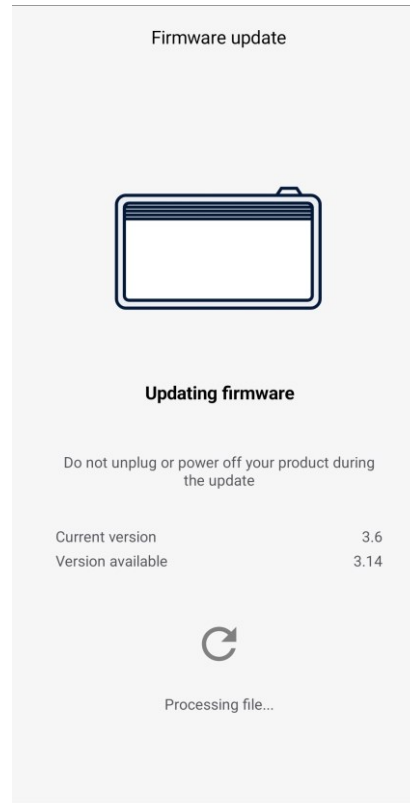 Firmware update
Updating firmware
Do not unplug or power off your product during
the update
Current version 3.6
Version available 3.14
Processing file...